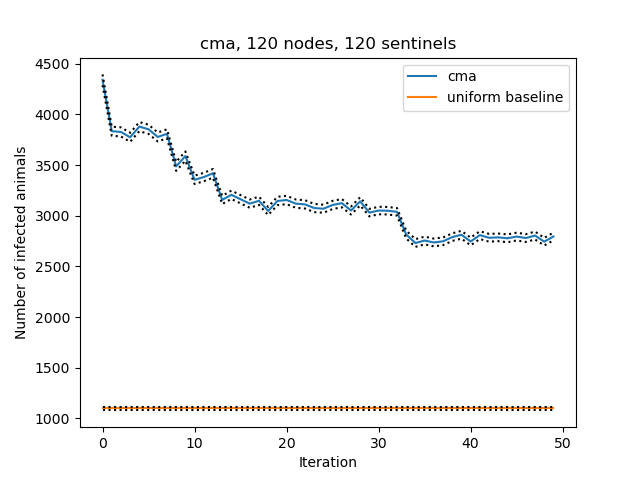 cma, 120 nodes, 120 sentinels
4500
4000
3500
3000
2500
2000
1500
1000
Number of infected animals
cma
uniform baseline
0
10
20
30
40
50
Iteration